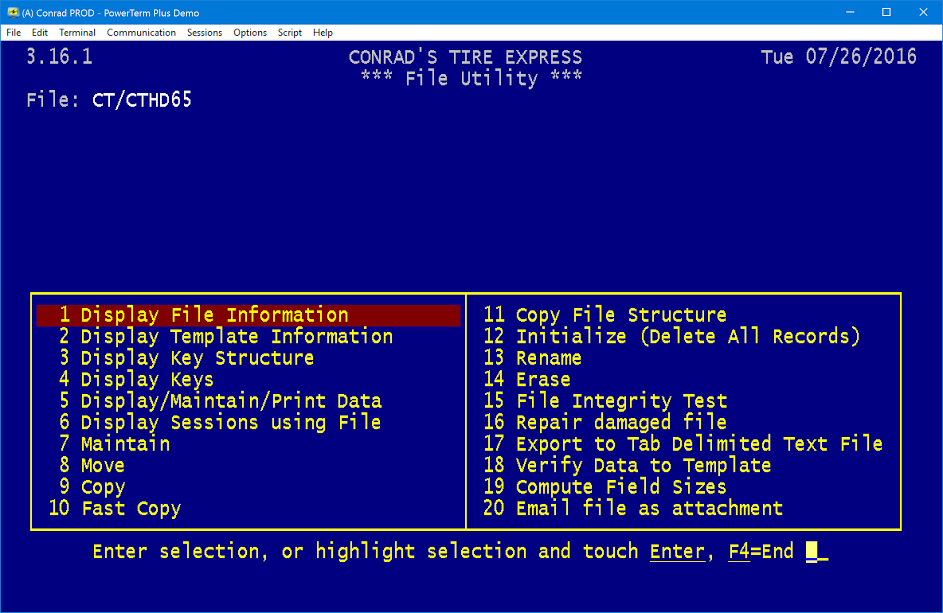 (A) Conrad PROD - PowerTerm Plus Demo
File Edit Terminal Communication Sessions Options Script Help
3.16.1 CONRAD'S TIRE EXPRESS Tue 07/26/2016
*** File Utility ***
File: CT/CTHD65
1 Display File Information
2 Display Template Information
3 Display Key Structure
4 Display Keys
5 Display/Maintain/Print Data
6 Display Sessions using File
7 Maintain
8 Move
9 Copy
10 Fast Copy
11 Copy File Structure
12 Initialize (Delete All Records)
13 Rename
14 Erase
15 File Integrity Test
16 Repair damaged file
17 Export to Tab Delimited Text File
18 Verify Data to Template
19 Compute Field Sizes
20 Email file as attachment
Enter selection, or highlight selection and touch Enter, F4=End